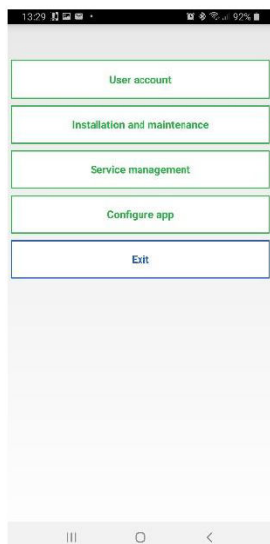 13:29 92%
User account
Installation and maintenance
Service management
Configure app
Exit